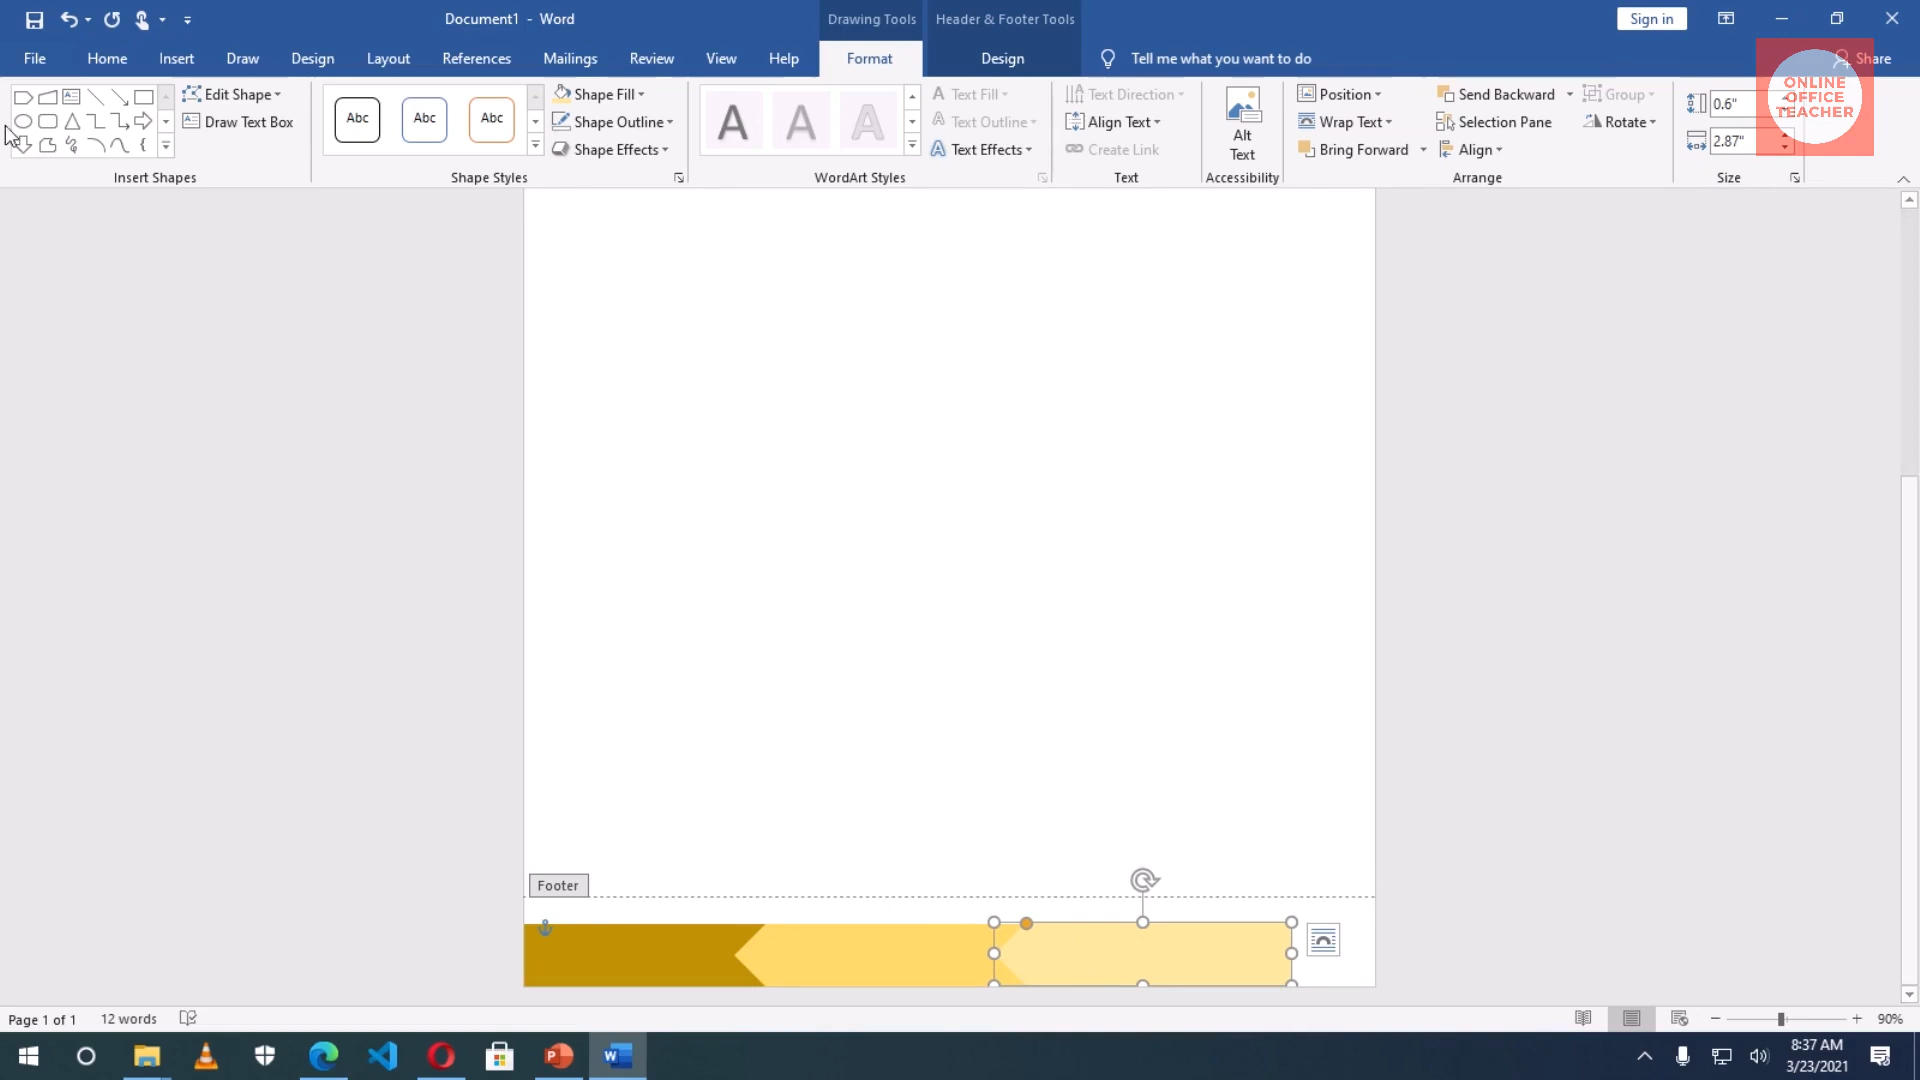 Document1 - Word
Drawing Tools
Header & Footer Tools
Sign in
File
Home
Insert
Draw
Design
Layout
References
Mailings
Review
View
Help
Format
Design
Tell me what you want to do
Share
ONLINE
OFFICE
TEACHER
Edit Shape
Draw Text Box
Insert Shapes
Abc
Abc
Abc
Shape Fill
Shape Outline
Shape Effects
Shape Styles
A
A
A
A Text Fill
A Text Outline
A Text Effects
WordArt Styles
Text Direction
Align Text
Create Link
Text
Alt
Text
Accessibility
Position
Wrap Text
Bring Forward
Send Backward
Selection Pane
Align
Group
Rotate
Arrange
0.6"
2.87"
Size
Footer
Page 1 of 1
12 words
90%
8:37 AM
3/23/2021